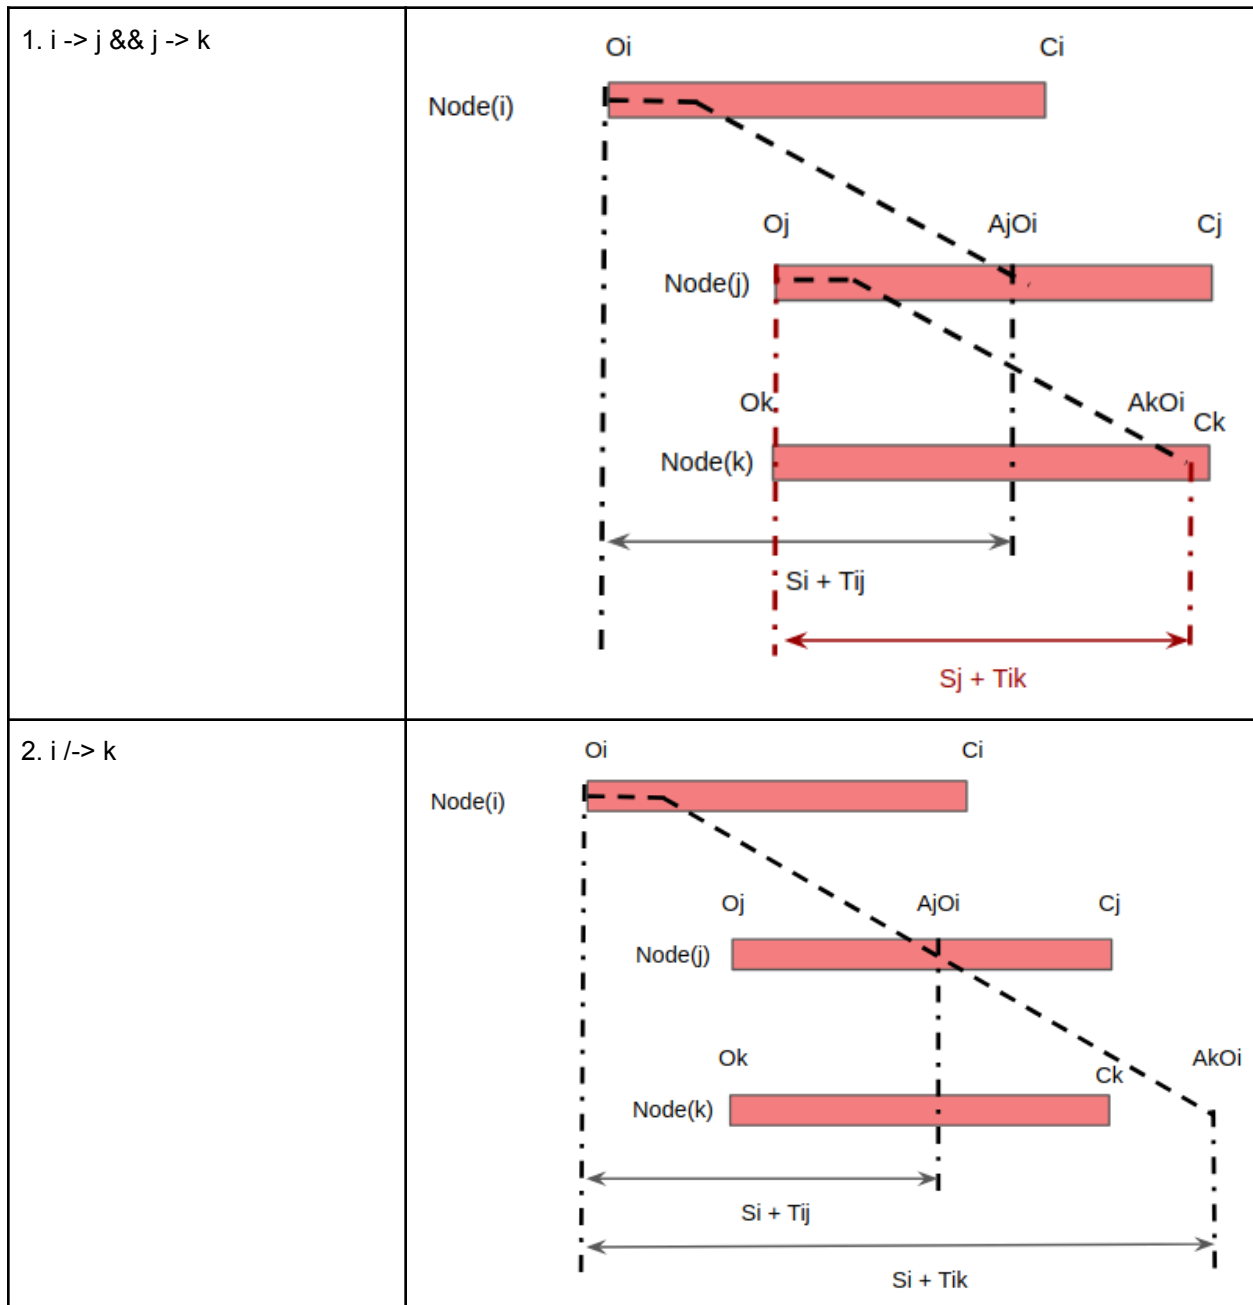 1. i -> j && j -> k
Oi
Ci
Node(i)
Oj
AjOi
Cj
Node(j)
Ok
AkOi
Ck
Node(k)
Si + Tij
Sj + Tik
2. i /-> k
Oi
Ci
Node(i)
Oj
AjOi
Cj
Node(j)
Ok
AkOi
Ck
Node(k)
Si + Tij
Si + Tik